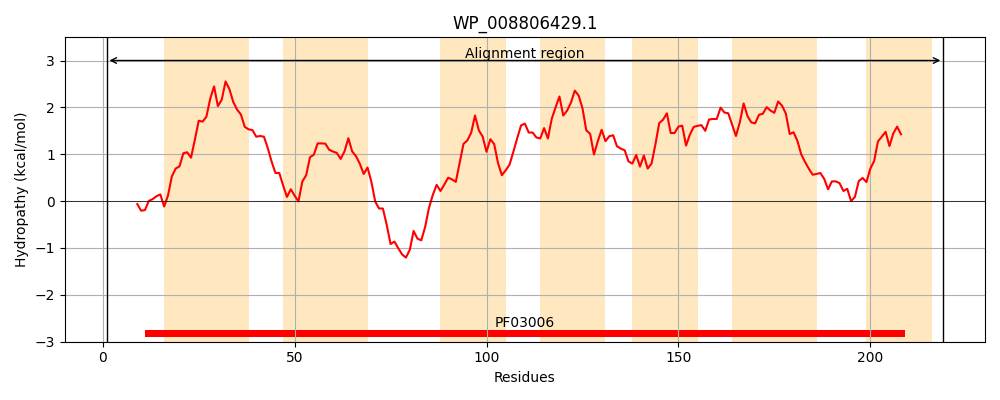 WP_008806429.1
Alignment region
3
2
1
0
−1
−2
−3
Hydropathy (kcal/mol)
PF03006
0
50
100
150
200
Residues